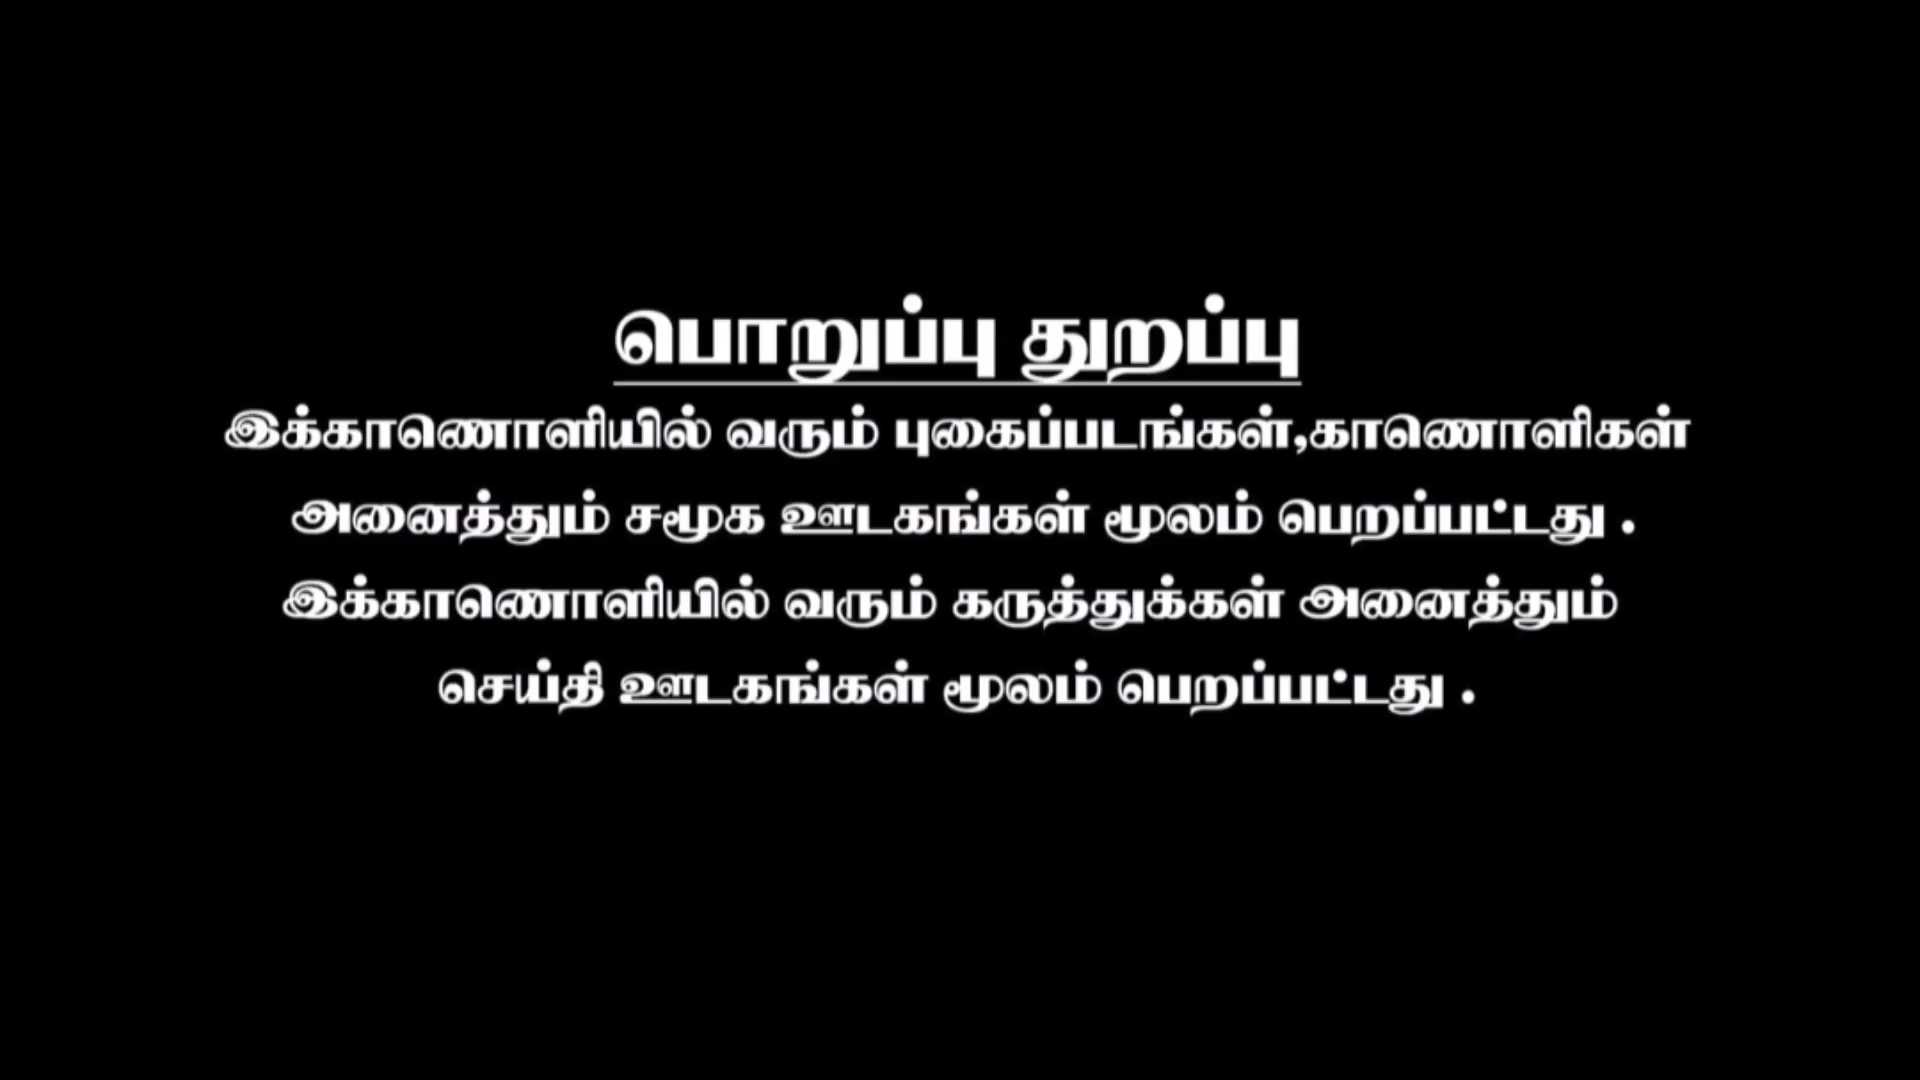 பொறுப்பு துறப்பு
இக்காணொளியில் வரும் புகைப்படங்கள்,காணொளிகள்
அனைத்தும் சமூக ஊடகங்கள் மூலம் பெறப்பட்டது .
இக்காணொளியில் வரும் கருத்துக்கள் அனைத்தும்
செய்தி ஊடகங்கள் மூலம் பெறப்பட்டது .